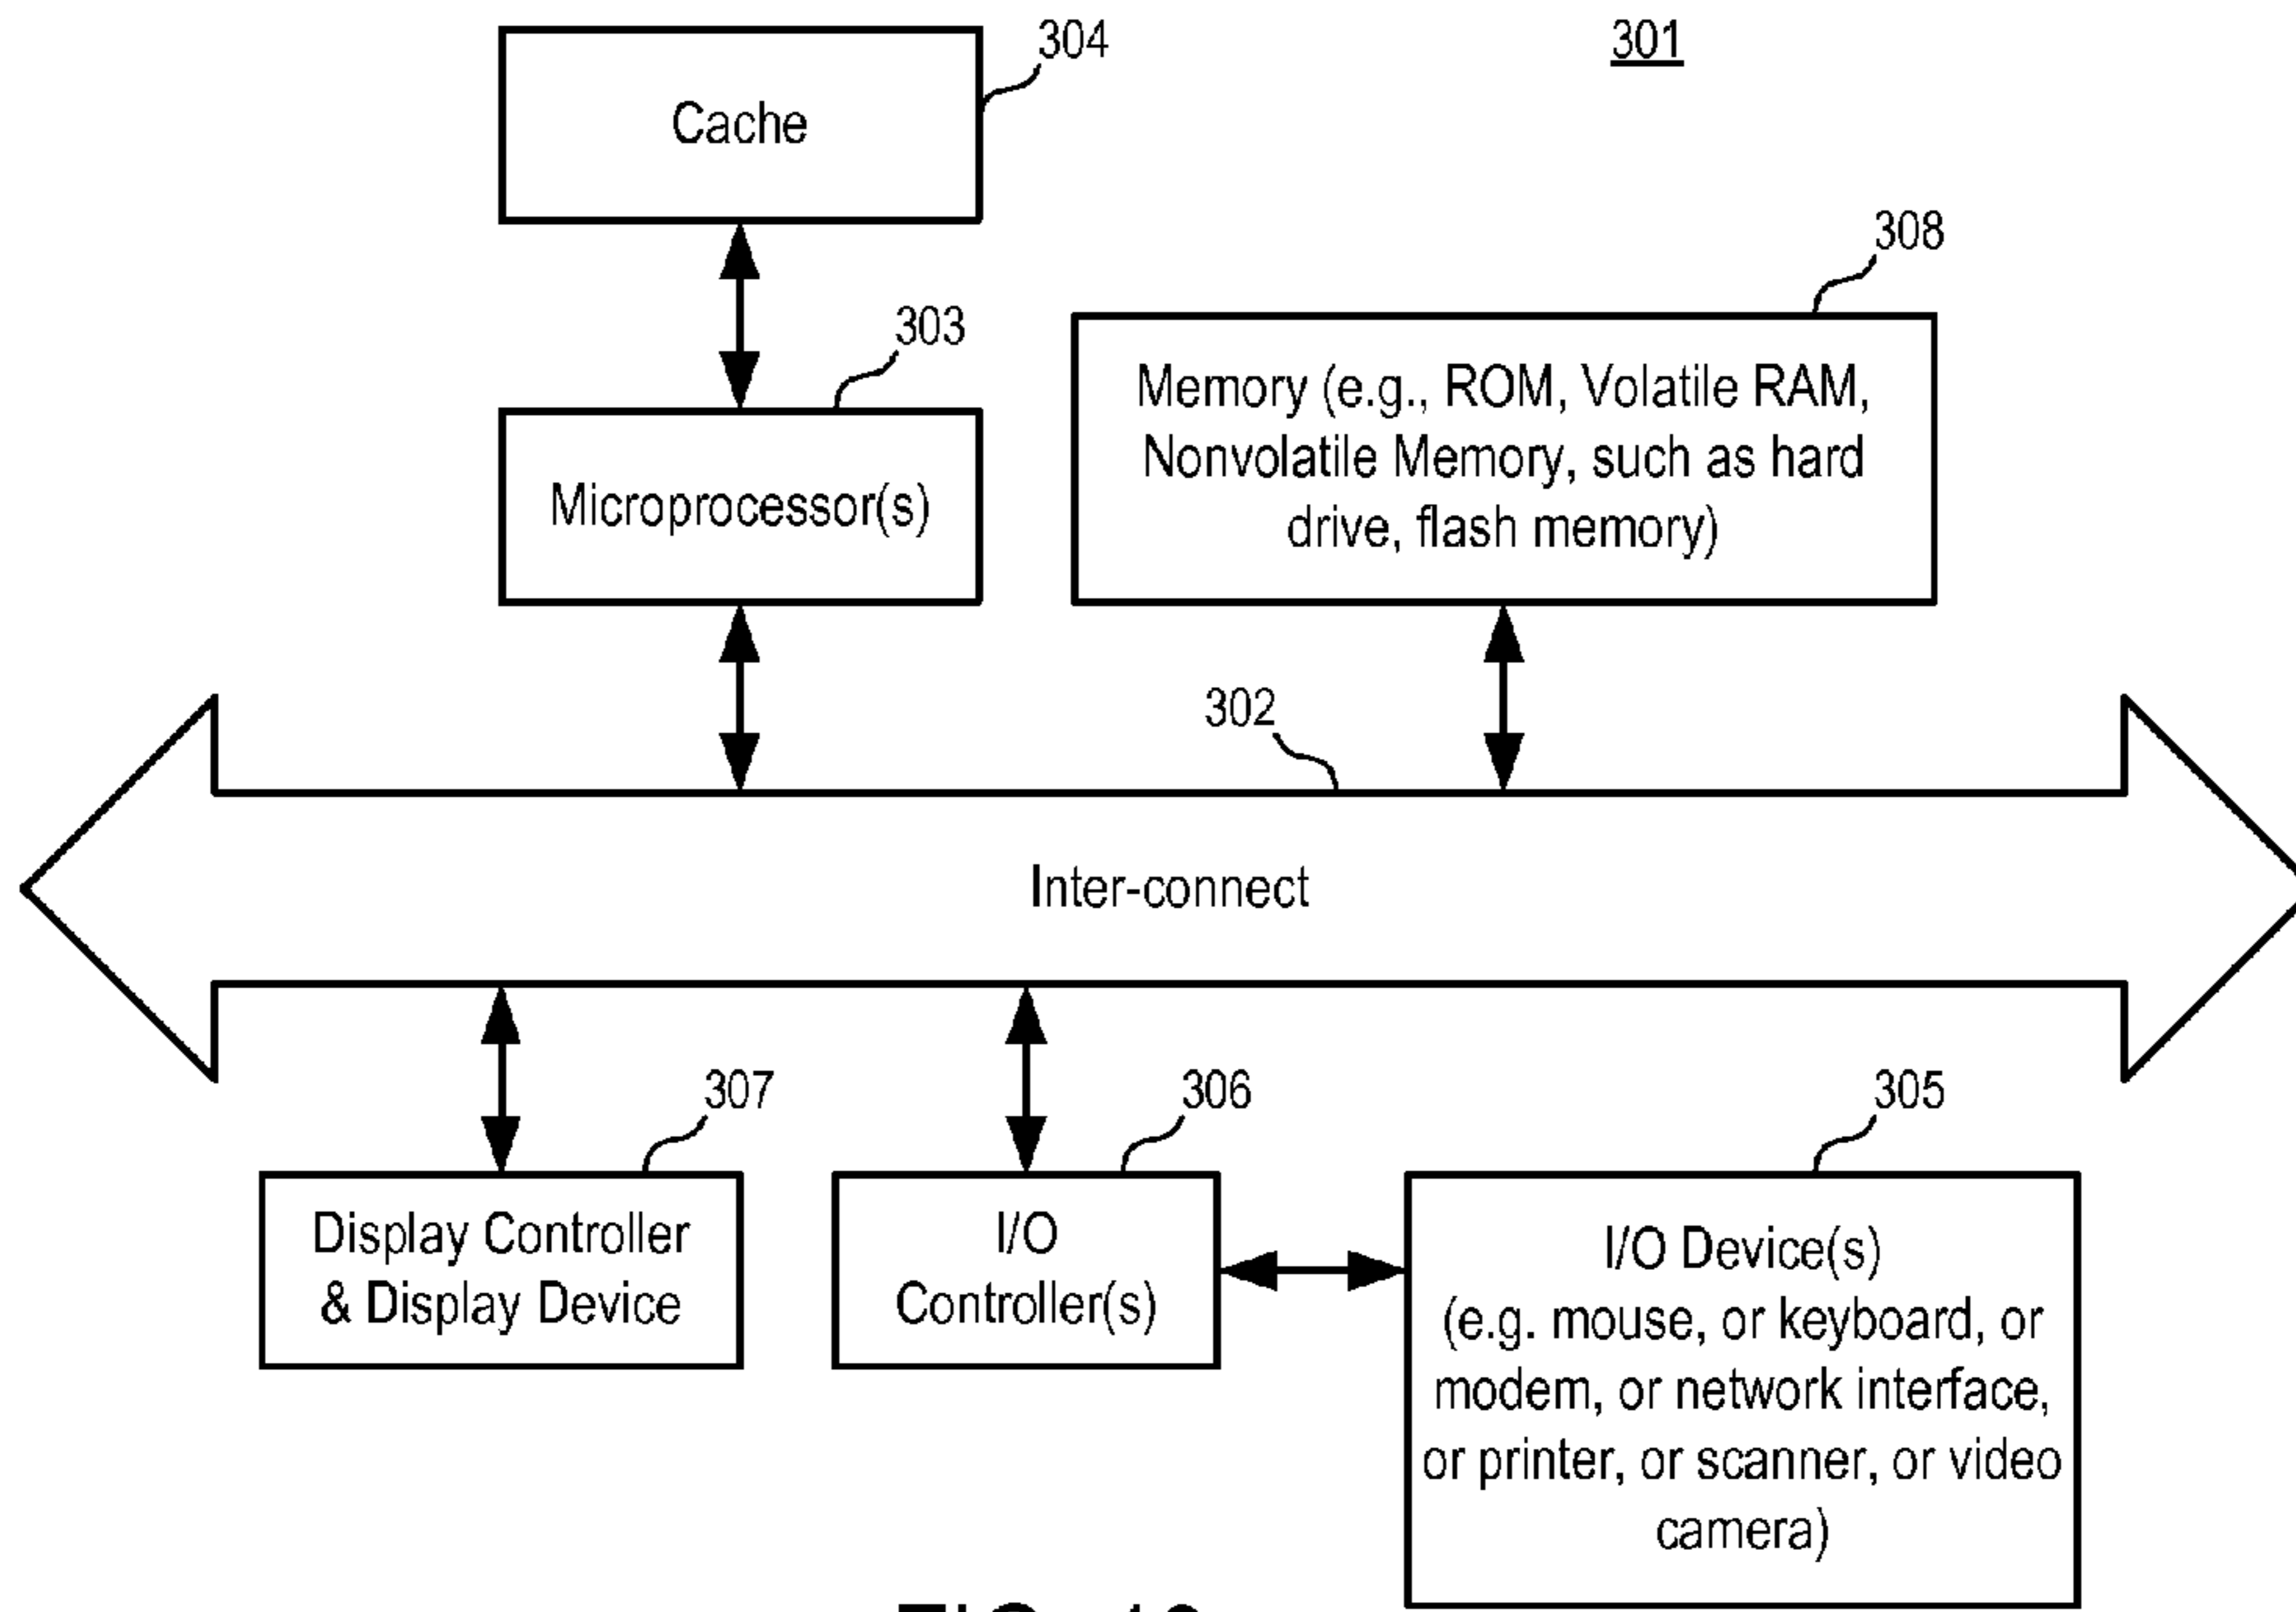 304
301
Cache
308
303
Memory (e.g., ROM, Volatile RAM,
Nonvolatile Memory, such as hard
drive, flash memory)
Microprocessor(s)
302
Inter-connect
307
306
305
Display Controller
& Display Device
I/O
Controller(s)
I/O Device(s)
(e.g. mouse, or keyboard, or
modem, or network interface,
or printer, or scanner, or video
camera)